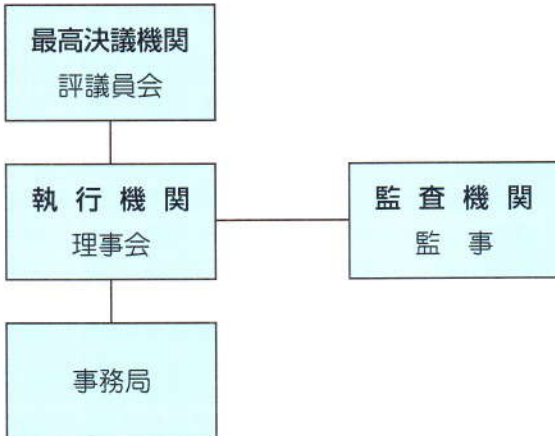 最高決議機関
評議員会
執行機関
理事会
監査機関
監事
事務局